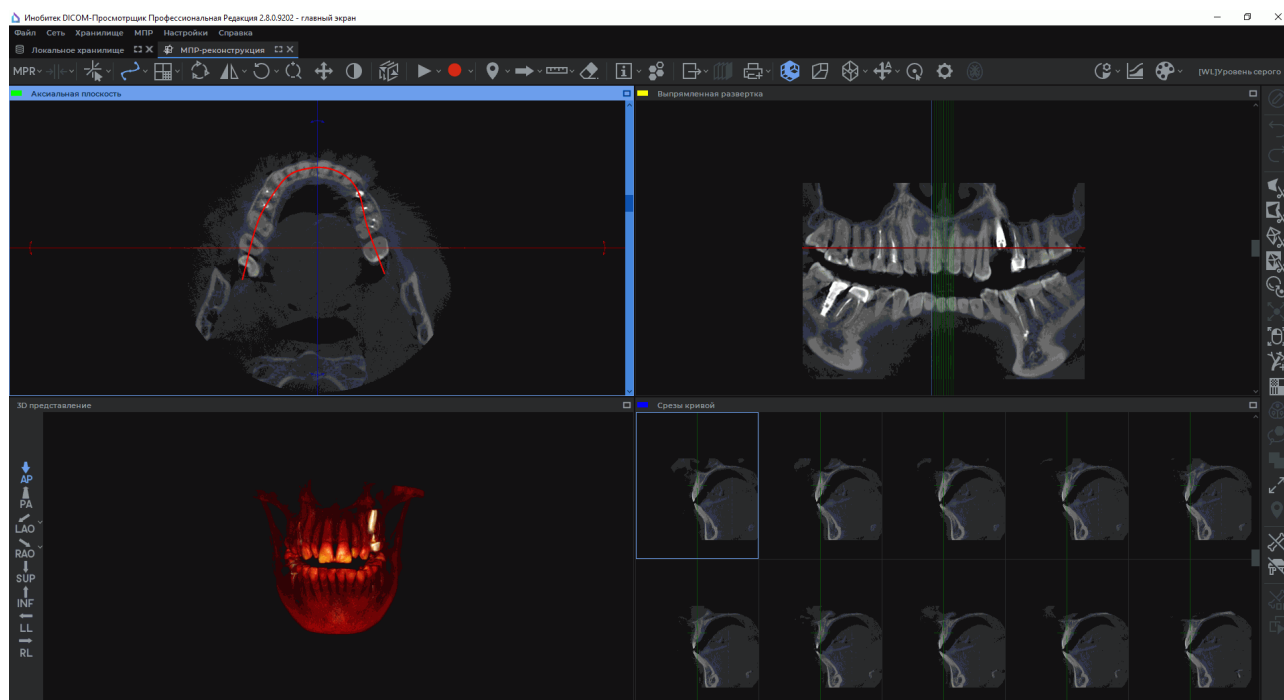 Инобитек DICOM-Просмотрщик Профессиональная Редакция 2.8.0.9202 - главный экран
Файл Сеть Хранилище МПР Настройки Справка
Локальное хранилище МПР-реконструкция
MPR [WL]Уровень серого
Аксиальная плоскость
Выпрямленная развертка
3D представление
Срезы кривой
AP
PA
LAO
RAO
SUP
INF
LL
RL